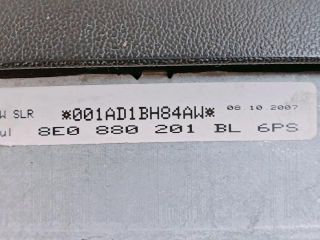 W SLR *001AD1BH84AW* 08.10.2007
ul 8E0 880 201 BL 6PS